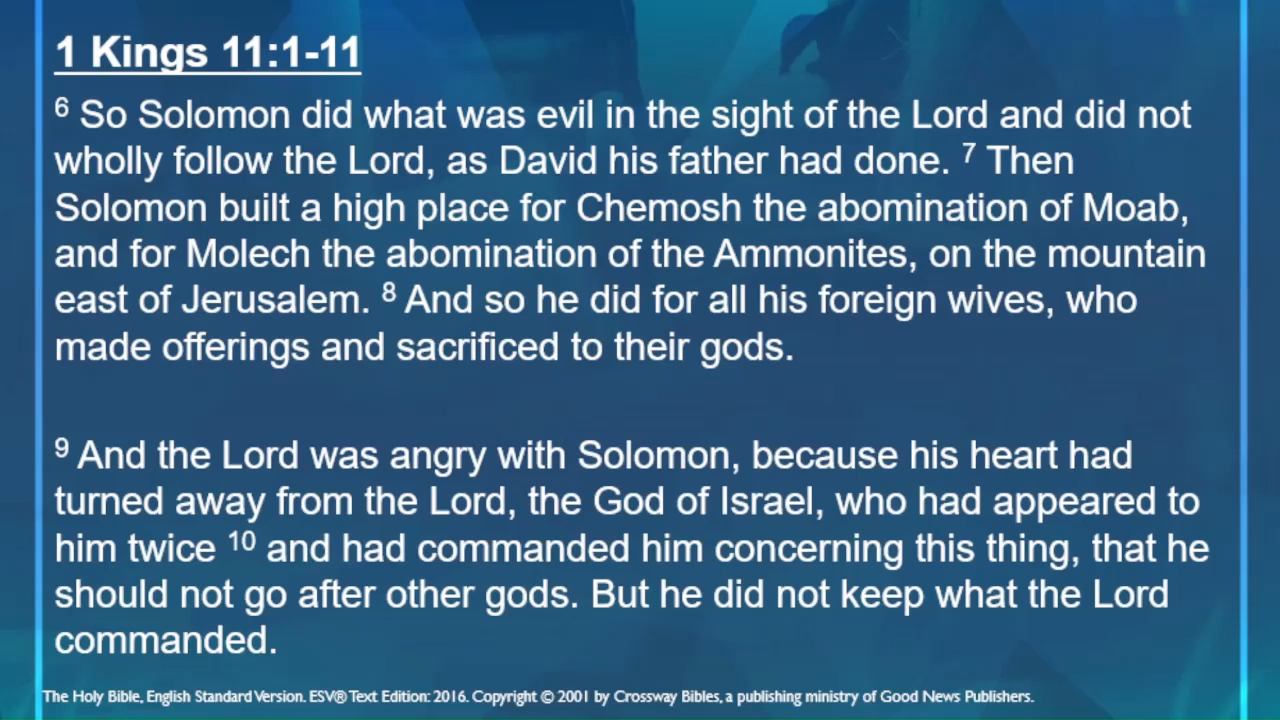 1 Kings 11:1-11
6 So Solomon did what was evil in the sight of the Lord and did not
wholly follow the Lord, as David his father had done. 7 Then
Solomon built a high place for Chemosh the abomination of Moab,
and for Molech the abomination of the Ammonites, on the mountain
east of Jerusalem. 8 And so he did for all his foreign wives, who
made offerings and sacrificed to their gods.
9 And the Lord was angry with Solomon, because his heart had
turned away from the Lord, the God of Israel, who had appeared to
him twice 10 and had commanded him concerning this thing, that he
should not go after other gods. But he did not keep what the Lord
commanded.
The Holy Bible, English Standard Version. ESV® Text Edition: 2016. Copyright © 2001 by Crossway Bibles, a publishing ministry of Good News Publishers.